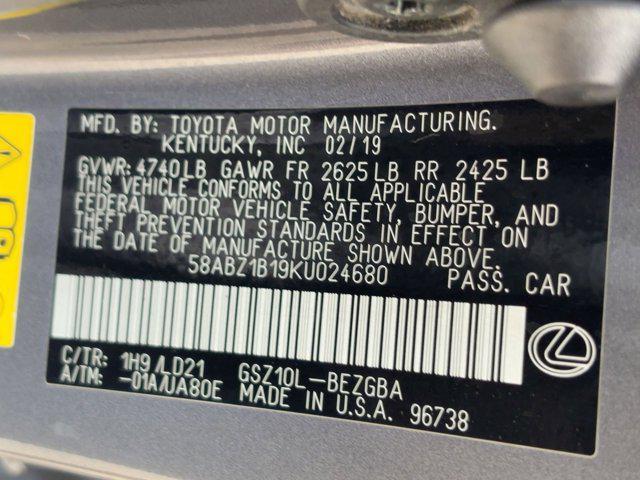 MFD. BY: TOYOTA MOTOR MANUFACTURING.
KENTUCKY, INC 02/19
GVWR: 4740LB GAWR FR 2625LB RR 2425 LB
THIS VEHICLE CONFORMS TO ALL APPLICABLE
FEDERAL MOTOR VEHICLE SAFETY, BUMPER, AND
THEFT PREVENTION STANDARDS IN EFFECT ON
THE DATE OF MANUFACTURE SHOWN ABOVE.
58ABZ1B19KU024680 PASS. CAR
C/TR: 1H9/LD21 GSZ10L-BEZGBA
A/TM: -01A/UA80E MADE IN U.S.A. 96738